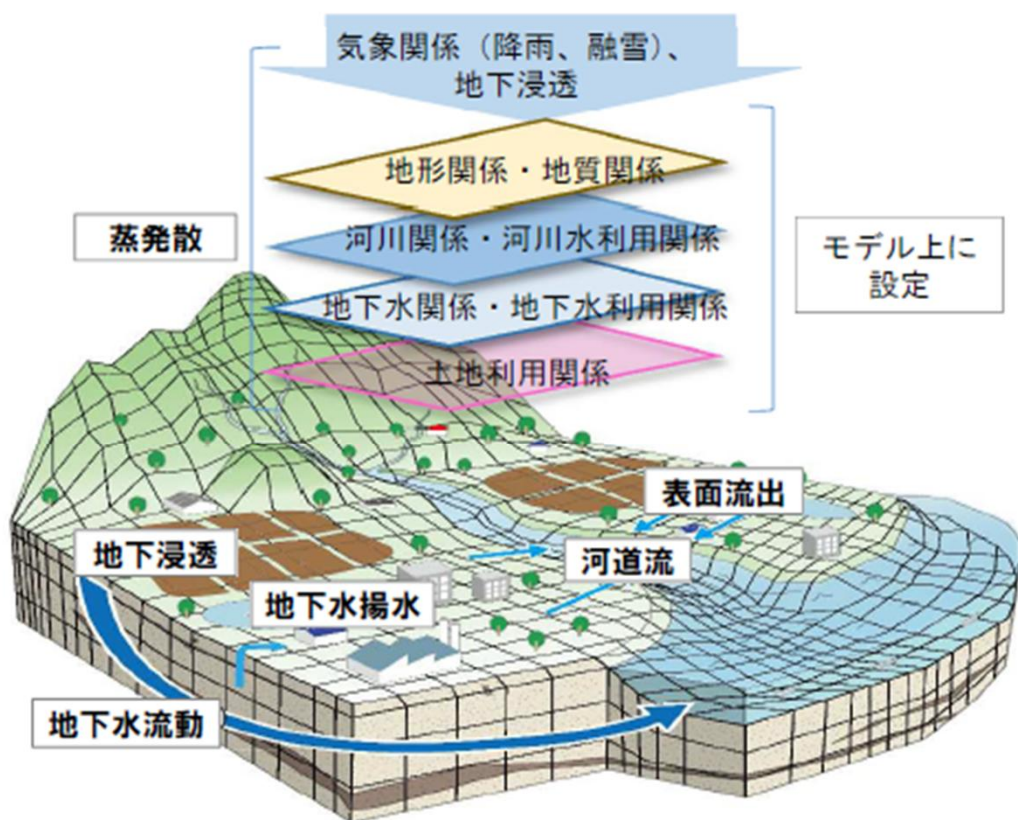 気象関係（降雨、融雪）、
地下浸透
地形関係・地質関係
河川関係・河川水利用関係
地下水関係・地下水利用関係
土地利用関係
蒸発散
モデル上に
設定
表面流出
河道流
地下浸透
地下水揚水
地下水流動